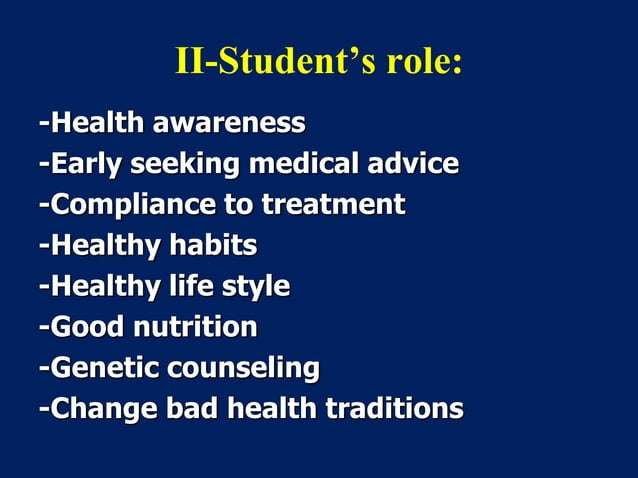 II-Student’s role:
-Health awareness
-Early seeking medical advice
-Compliance to treatment
-Healthy habits
-Healthy life style
-Good nutrition
-Genetic counseling
-Change bad health traditions